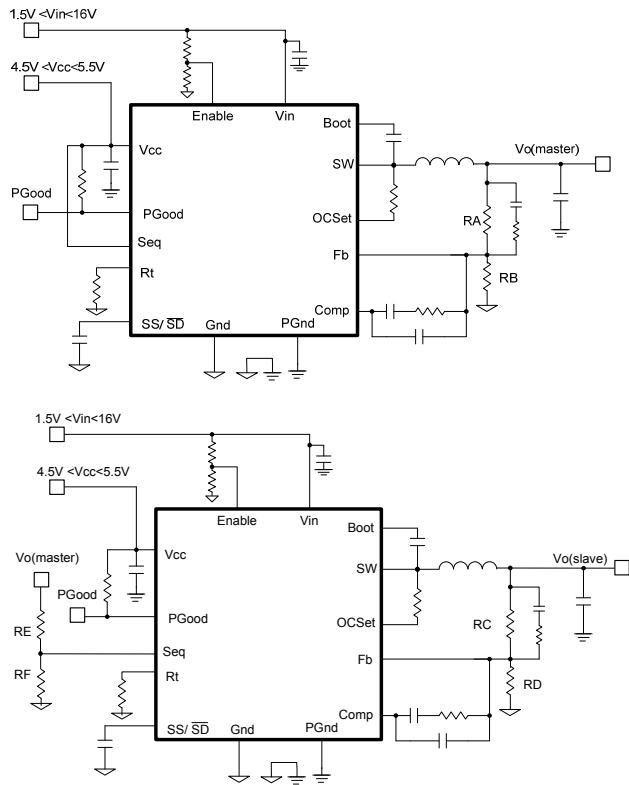 1.5V <Vin<16V
4.5V <Vcc<5.5V
Enable
Vin
Boot
Vcc
Vo(master)
SW
PGood
PGood
OCSet
RA
Seq
Fb
Rt
RB
Comp
SS/ SD
Gnd
PGnd
1.5V <Vin<16V
4.5V <Vcc<5.5V
Enable
Vin
Boot
Vo(master)
Vcc
Vo(slave)
SW
PGood
PGood
OCSet
RE
RC
Seq
Fb
RF
Rt
RD
Comp
SS/ SD
Gnd
PGnd